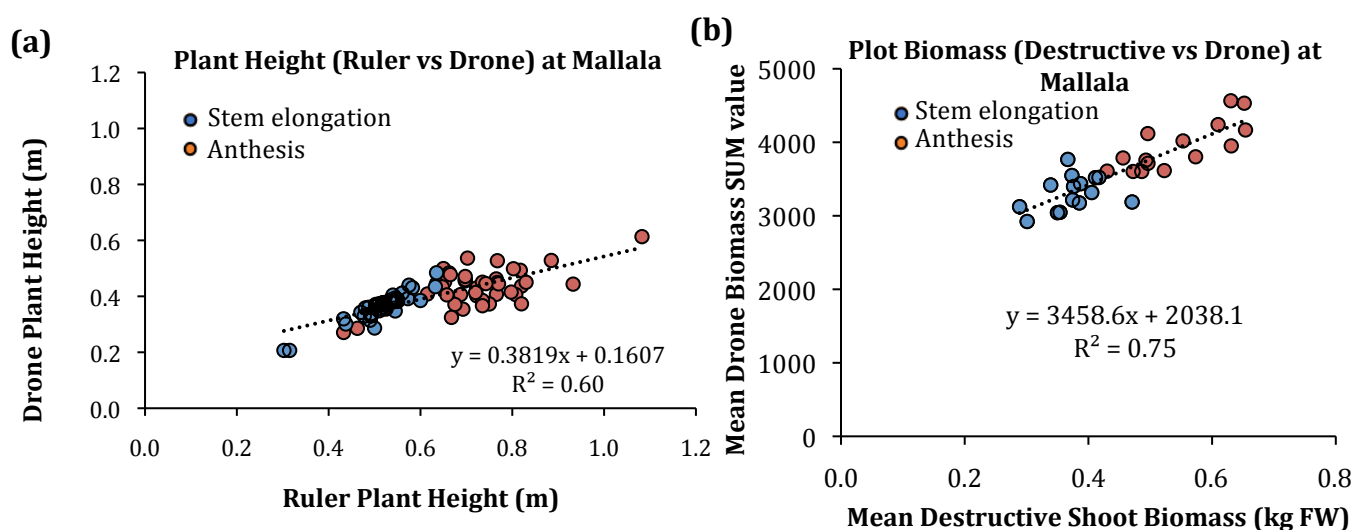 (a)
Plant Height (Ruler vs Drone) at Mallala
Drone Plant Height (m)
1.2
1.0
0.8
0.6
0.4
0.2
0.0
Stem elongation
Anthesis
y = 0.3819x + 0.1607
R² = 0.60
0.0 0.2 0.4 0.6 0.8 1.0 1.2
Ruler Plant Height (m)
(b)
Plot Biomass (Destructive vs Drone) at
Mallala
Mean Drone Biomass SUM value
5000
4000
3000
2000
1000
0
Stem elongation
Anthesis
y = 3458.6x + 2038.1
R² = 0.75
0.0 0.2 0.4 0.6 0.8
Mean Destructive Shoot Biomass (kg FW)